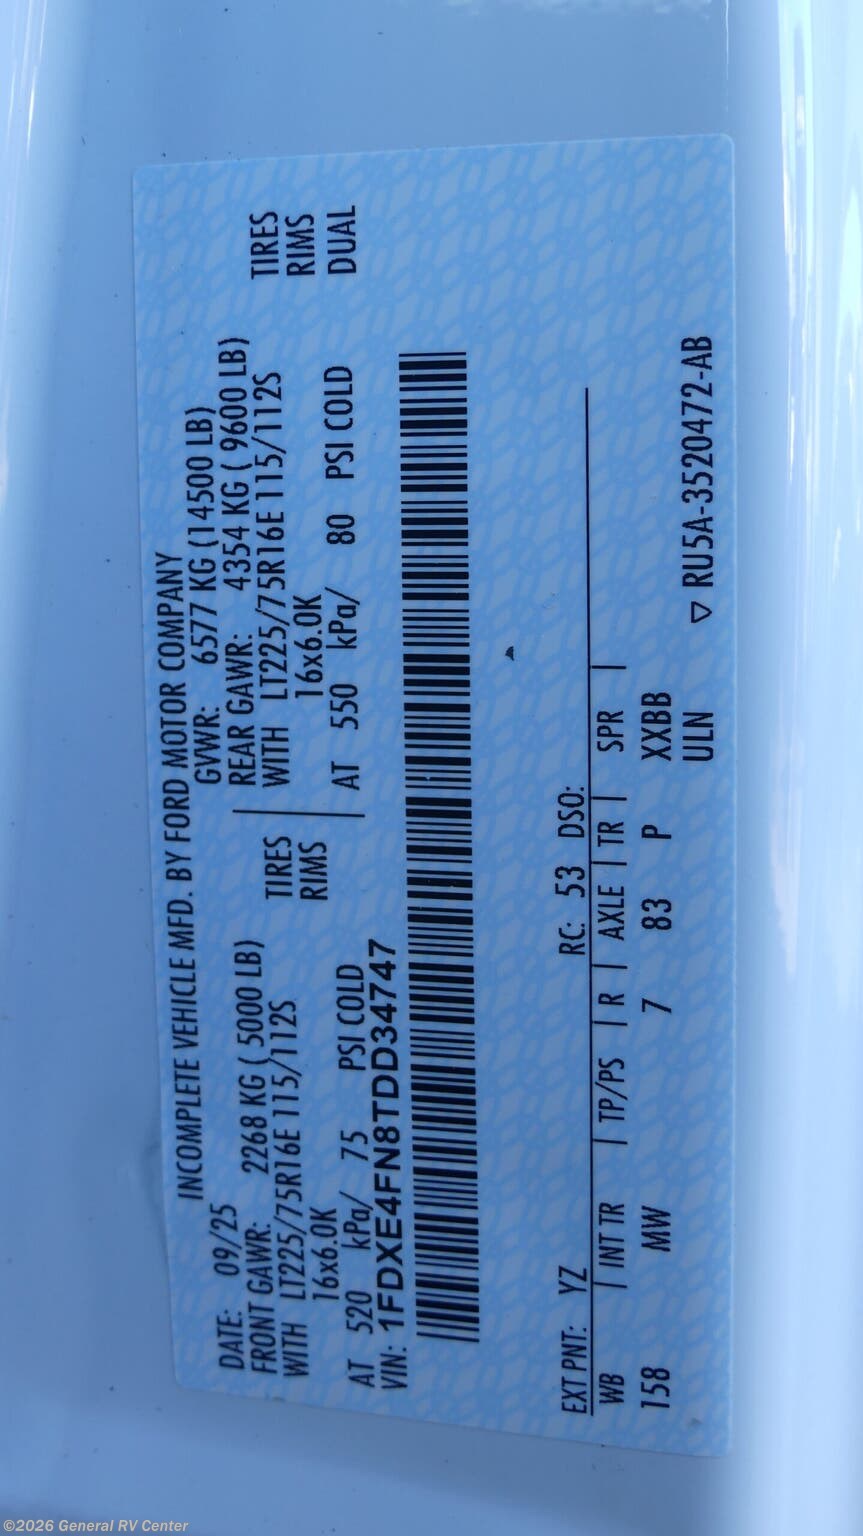 INCOMPLETE VEHICLE MFD. BY FORD MOTOR COMPANY
DATE: 09/25 GVWR: 6577 KG (14500 LB)
FRONT GAWR: 2268 KG ( 5000 LB) REAR GAWR: 4354 KG ( 9600 LB)
WITH LT225/75R16E 115/112S TIRES WITH LT225/75R16E 115/112S TIRES
16x6.0K RIMS 16x6.0K RIMS
AT 520 kPa/ 75 PSI COLD AT 550 kPa/ 80 PSI COLD DUAL
VIN: 1FDXE4FN8TDD34747
EXT PNT: YZ RC: 53 DSO:
WB | INT TR | TP/PS | R | AXLE | TR | SPR |
158 MW 7 83 P XXBB
ULN
▽ RU5A-3520472-AB
©2026 General RV Center